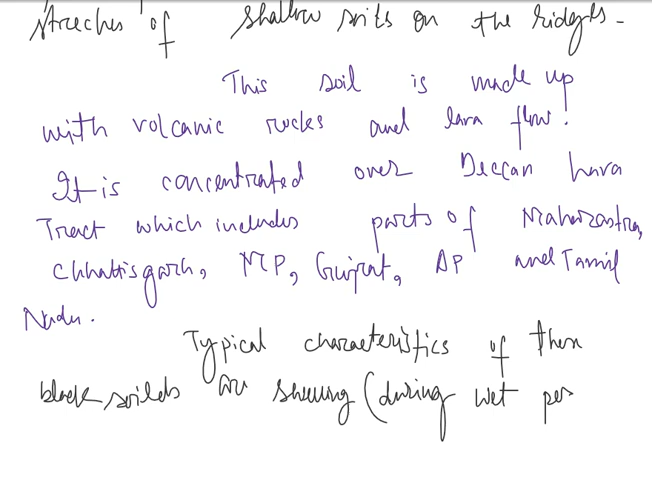 stretches of shallow soils on the ridges-
This soil is made up
with volcanic rocks and lava flow.
It is concentrated over Deccan Lava
Tract which includes parts of Maharastra,
Chhattisgarh, MP, Gujrat, AP and Tamil
Nadu.
Typical characteristics of these
black soils are swelling (during wet per